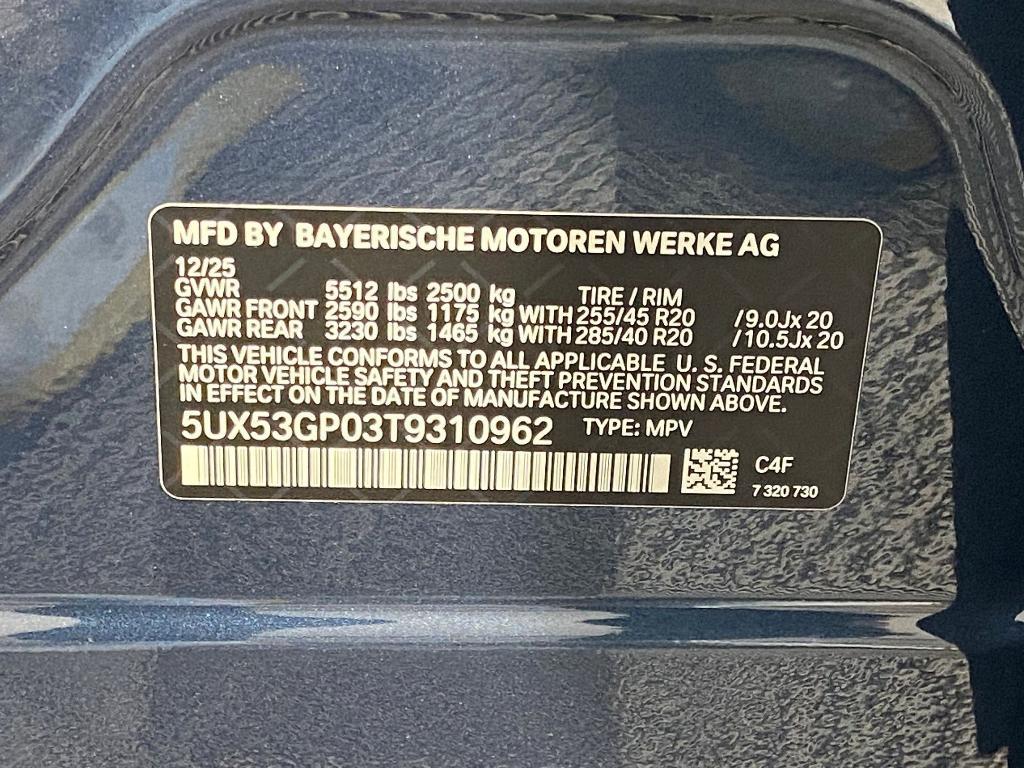 MFD BY BAYERISCHE MOTOREN WERKE AG
12/25
GVWR 5512 lbs 2500 kg TIRE / RIM
GAWR FRONT 2590 lbs 1175 kg WITH 255/45 R20 /9.0Jx 20
GAWR REAR 3230 lbs 1465 kg WITH 285/40 R20 /10.5Jx 20
THIS VEHICLE CONFORMS TO ALL APPLICABLE U. S. FEDERAL
MOTOR VEHICLE SAFETY AND THEFT PREVENTION STANDARDS
IN EFFECT ON THE DATE OF MANUFACTURE SHOWN ABOVE.
5UX53GP03T9310962 TYPE: MPV
C4F
7 320 730